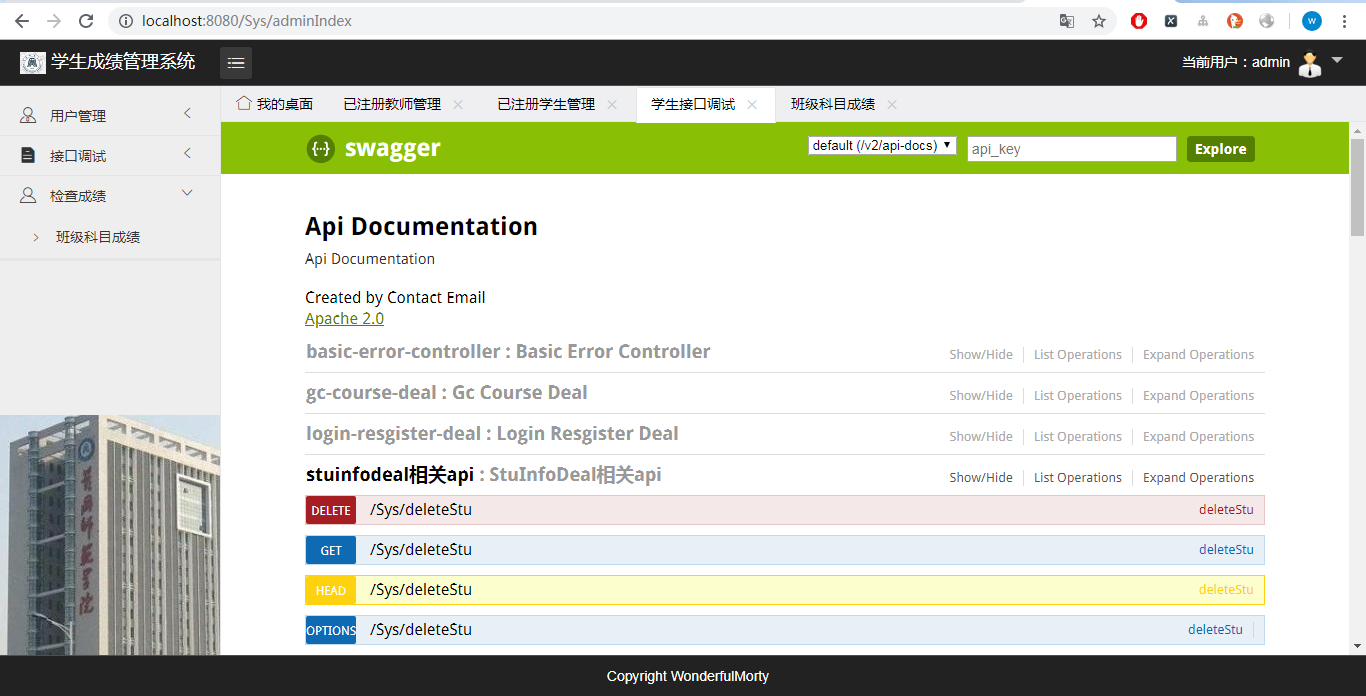 localhost:8080/Sys/adminIndex
W
学生成绩管理系统
当前用户：admin
用户管理
接口调试
检查成绩
班级科目成绩
我的桌面
已注册教师管理
已注册学生管理
学生接口调试
班级科目成绩
swagger
default (/v2/api-docs)
api_key
Explore
Api Documentation
Api Documentation
Created by Contact Email
Apache 2.0
basic-error-controller : Basic Error Controller
Show/Hide
List Operations
Expand Operations
gc-course-deal : Gc Course Deal
Show/Hide
List Operations
Expand Operations
login-resgister-deal : Login Resgister Deal
Show/Hide
List Operations
Expand Operations
stuinfodeal相关api : StuInfoDeal相关api
Show/Hide
List Operations
Expand Operations
DELETE /Sys/deleteStu deleteStu
GET /Sys/deleteStu deleteStu
HEAD /Sys/deleteStu deleteStu
OPTIONS /Sys/deleteStu deleteStu
Copyright WonderfulMorty